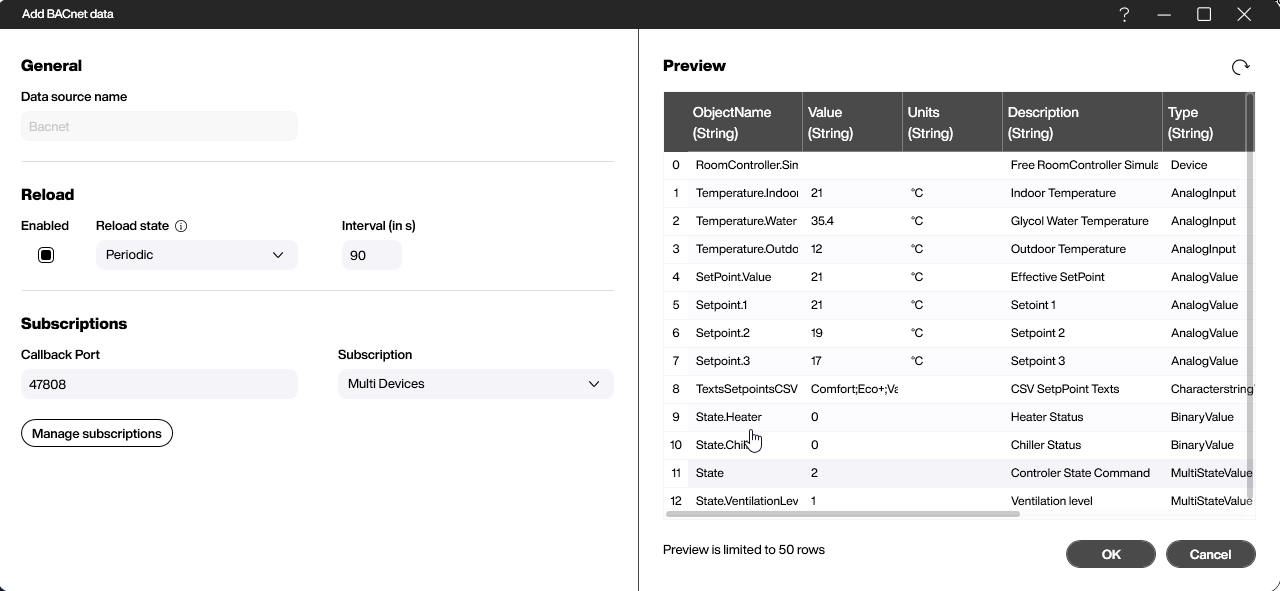 Add BACnet data
General
Data source name
Bacnet
Reload
Enabled
Reload state
Interval (in s)
Periodic
90
Subscriptions
Callback Port
Subscription
47808
Multi Devices
Manage subscriptions
Preview
ObjectName (String) Value (String) Units (String) Description (String) Type (String)
0 RoomController.Sim Free RoomController Simula Device
1 Temperature.Indoor 21 °C Indoor Temperature AnalogInput
2 Temperature.Water 35.4 °C Glycol Water Temperature AnalogInput
3 Temperature.Outdo 12 °C Outdoor Temperature AnalogInput
4 SetPoint.Value 21 °C Effective SetPoint AnalogValue
5 Setpoint.1 21 °C Setoint 1 AnalogValue
6 Setpoint.2 19 °C Setpoint 2 AnalogValue
7 Setpoint.3 17 °C Setpoint 3 AnalogValue
8 TextsSetpointsCSV Comfort;Eco+;Va CSV SetpPoint Texts Characterstring
9 State.Heater 0 Heater Status BinaryValue
10 State.Chi 0 Chiller Status BinaryValue
11 State 2 Controler State Command MultiStateValue
12 State.VentilationLev 1 Ventilation level MultiStateValue
Preview is limited to 50 rows
OK
Cancel